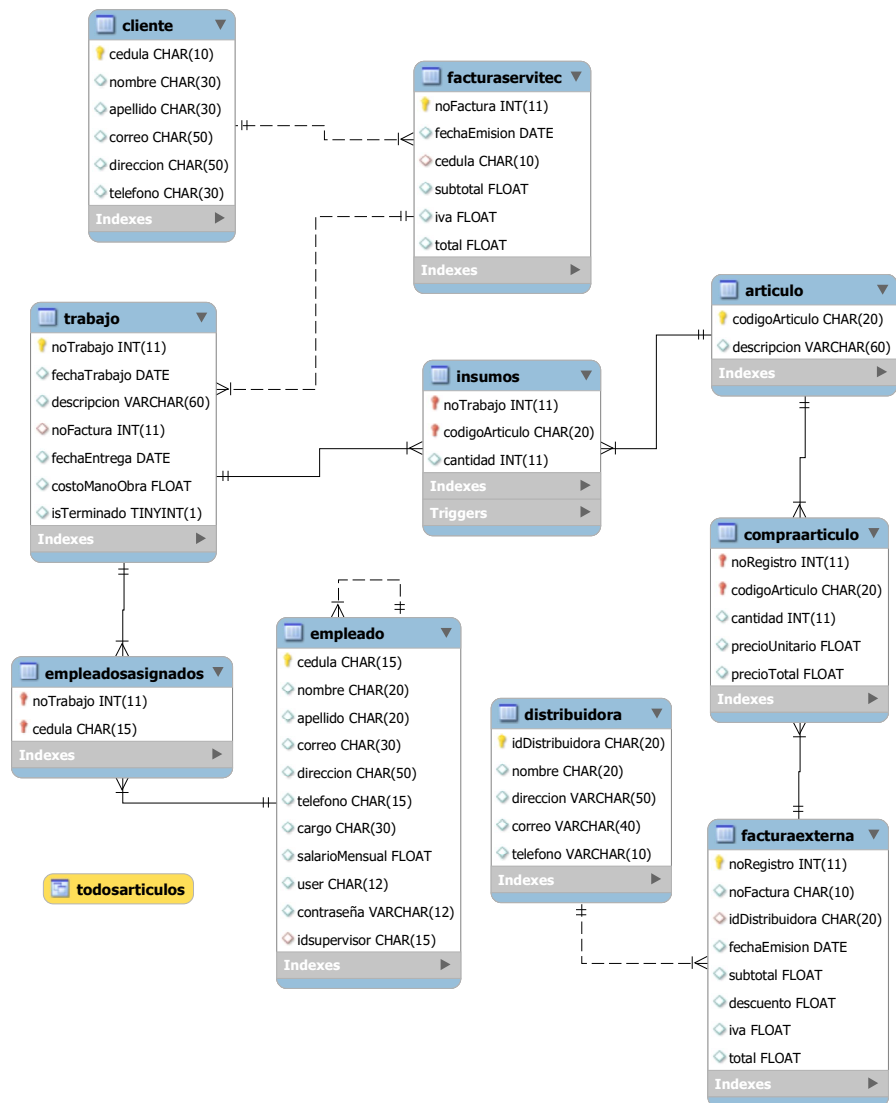 cliente
cedula CHAR(10)
nombre CHAR(30)
apellido CHAR(30)
correo CHAR(50)
direccion CHAR(50)
telefono CHAR(30)
Indexes
facturaservitec
noFactura INT(11)
fechaEmision DATE
cedula CHAR(10)
subtotal FLOAT
iva FLOAT
total FLOAT
Indexes
trabajo
noTrabajo INT(11)
fechaTrabajo DATE
descripcion VARCHAR(60)
noFactura INT(11)
fechaEntrega DATE
costoManoObra FLOAT
isTerminado TINYINT(1)
Indexes
insumos
noTrabajo INT(11)
codigoArticulo CHAR(20)
cantidad INT(11)
Indexes
Triggers
articulo
codigoArticulo CHAR(20)
descripcion VARCHAR(60)
Indexes
compraarticulo
noRegistro INT(11)
codigoArticulo CHAR(20)
cantidad INT(11)
precioUnitario FLOAT
precioTotal FLOAT
Indexes
empleadosasignados
noTrabajo INT(11)
cedula CHAR(15)
Indexes
empleado
cedula CHAR(15)
nombre CHAR(20)
apellido CHAR(20)
correo CHAR(30)
direccion CHAR(50)
telefono CHAR(15)
cargo CHAR(30)
salarioMensual FLOAT
user CHAR(12)
contraseña VARCHAR(12)
idsupervisor CHAR(15)
Indexes
distribuidora
idDistribuidora CHAR(20)
nombre CHAR(20)
direccion VARCHAR(50)
correo VARCHAR(40)
telefono VARCHAR(10)
Indexes
facturaexterna
noRegistro INT(11)
noFactura CHAR(10)
idDistribuidora CHAR(20)
fechaEmision DATE
subtotal FLOAT
descuento FLOAT
iva FLOAT
total FLOAT
Indexes
todosarticulos